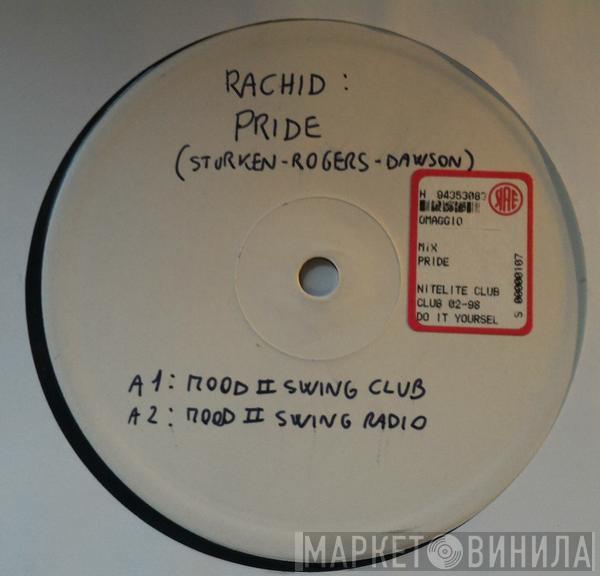 RACHID:
PRIDE
(STURKEN-ROGERS-DAWSON)
H 94353083
OMAGGIO
MIX
PRIDE
NITELITE CLUB
CLUB 02-98
DO IT YOURSEL
S 00000107
A1: MOOD II SWING CLUB
A2: MOOD II SWING RADIO
МАРКЕТ ВИНИЛА